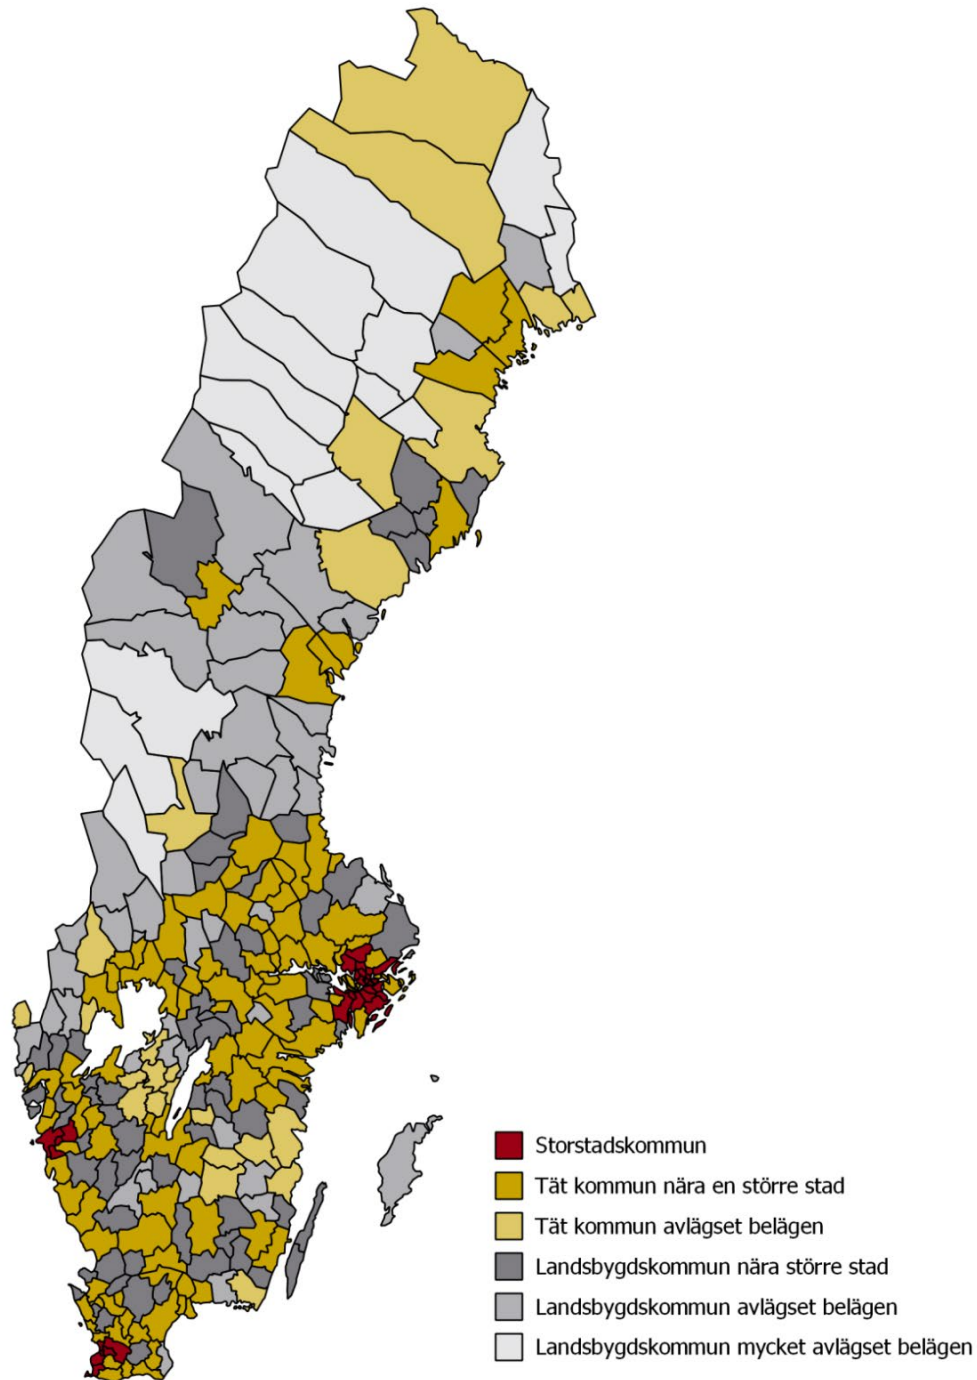 Storstadskommun
Tät kommun nära en större stad
Tät kommun avlägset belägen
Landsbygdskommun nära större stad
Landsbygdskommun avlägset belägen
Landsbygdskommun mycket avlägset belägen